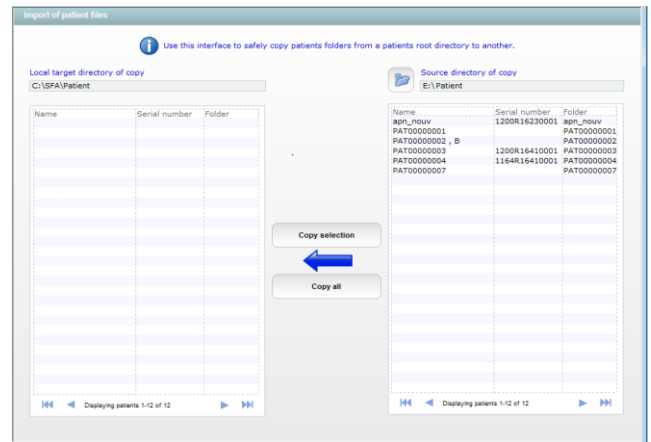 Import of patient files
Use this interface to safely copy patients folders from a patients root directory to another.
Local target directory of copy
C:\SFA\Patient
Source directory of copy
E:\Patient
Name Serial number Folder
Name Serial number Folder
apn_nouv 1200R16230001 apn_nouv
PAT00000001 PAT00000001
PAT00000002 , B PAT00000002
PAT00000003 1200R16410001 PAT00000003
PAT00000004 1164R16410001 PAT00000004
PAT00000007 PAT00000007
Copy selection
Copy all
Displaying patients 1-12 of 12
Displaying patients 1-12 of 12